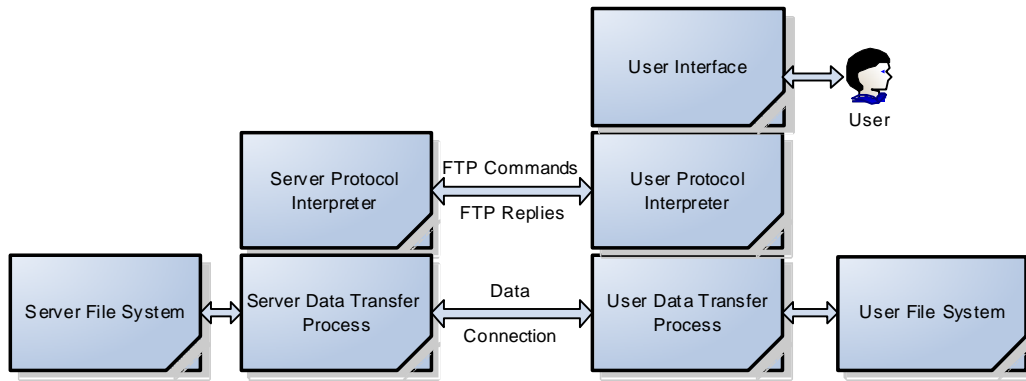 User Interface
User
Server Protocol
Interpreter
FTP Commands
FTP Replies
User Protocol
Interpreter
Server File System
Server Data Transfer
Process
Data
Connection
User Data Transfer
Process
User File System